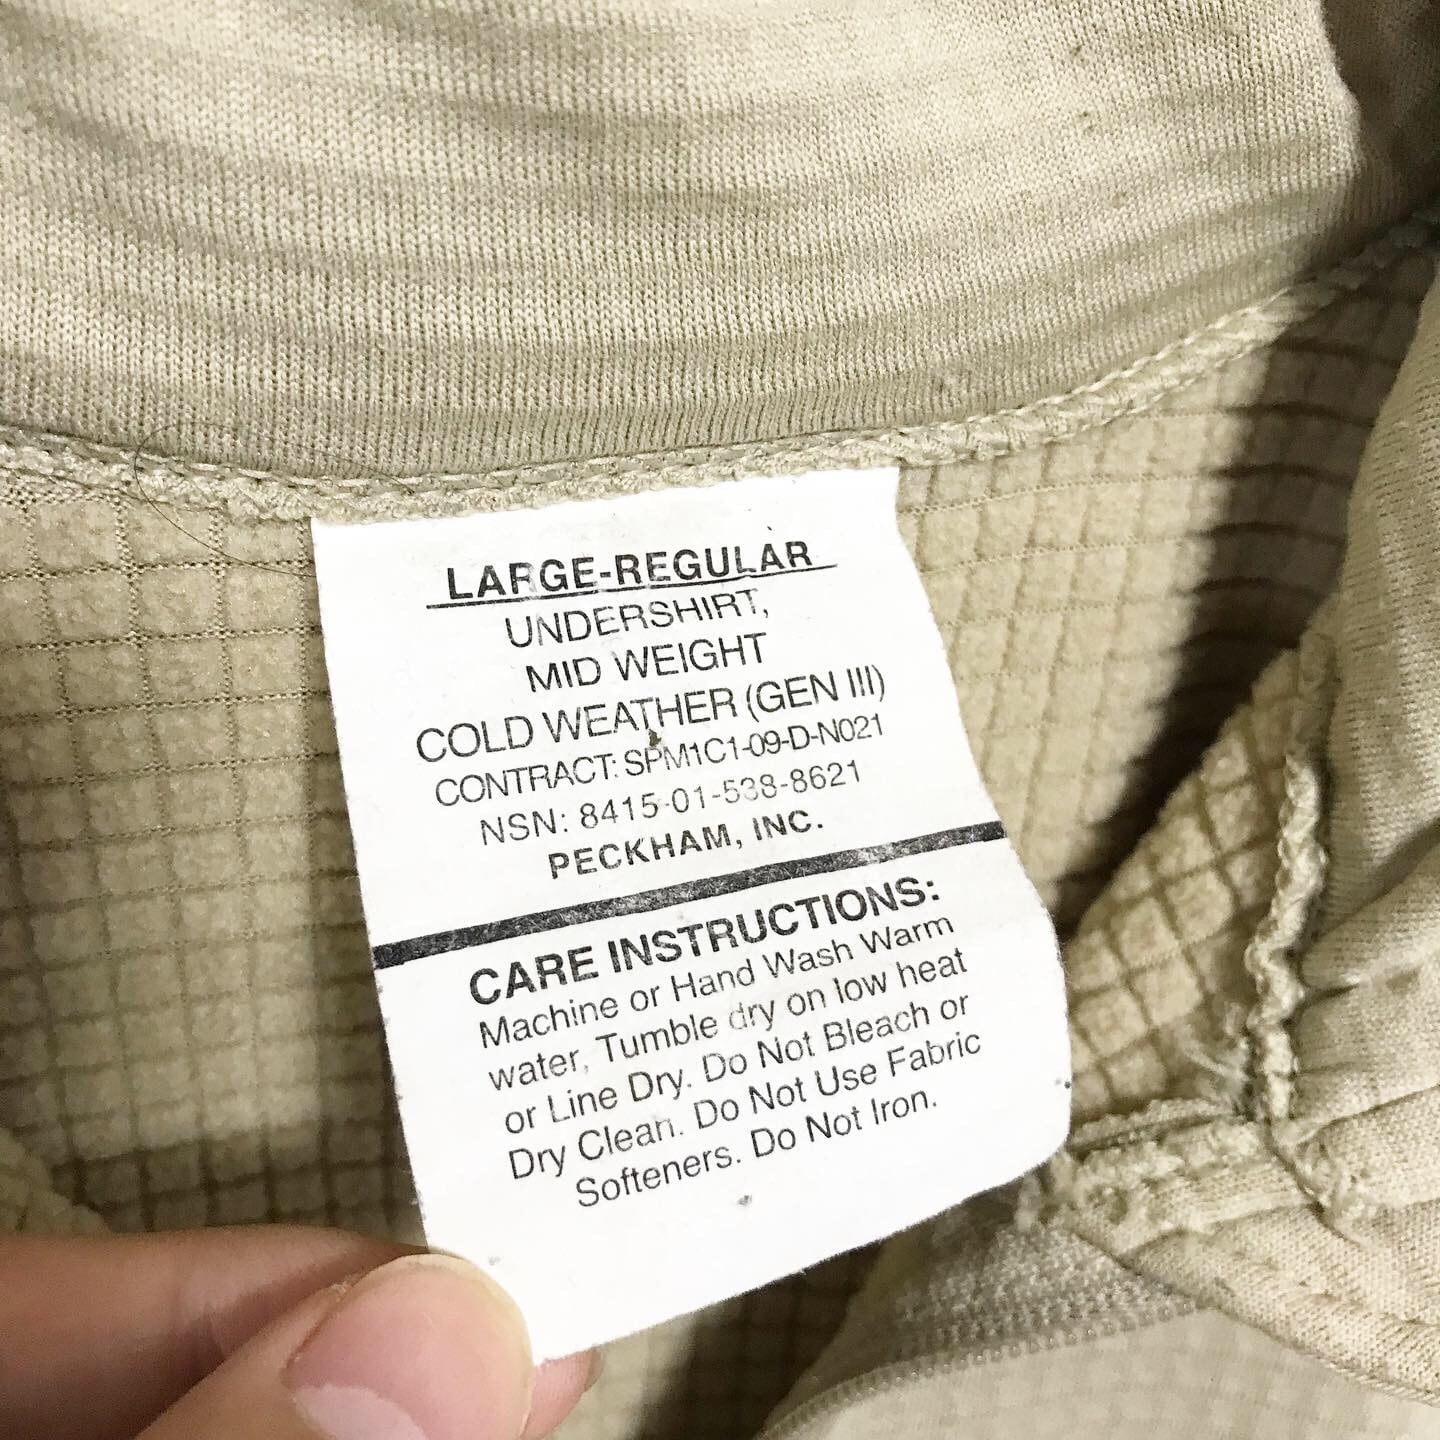 LARGE-REGULAR
UNDERSHIRT,
MID WEIGHT
COLD WEATHER (GEN III)
CONTRACT: SPM1C1-09-D-N021
NSN: 8415-01-538-8621
PECKHAM, INC.
CARE INSTRUCTIONS:
Machine or Hand Wash Warm
water, Tumble dry on low heat
or Line Dry. Do Not Bleach or
Dry Clean. Do Not Use Fabric
Softeners. Do Not Iron.